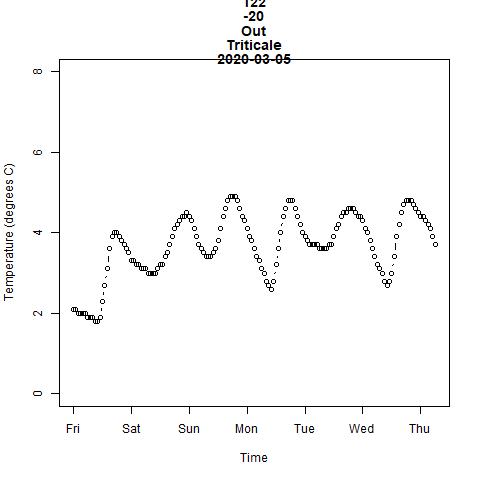 122
-20
Out
Triticale
2020-03-05
Temperature (degrees C)
8
6
4
2
0
Fri Sat Sun Mon Tue Wed Thu
Time